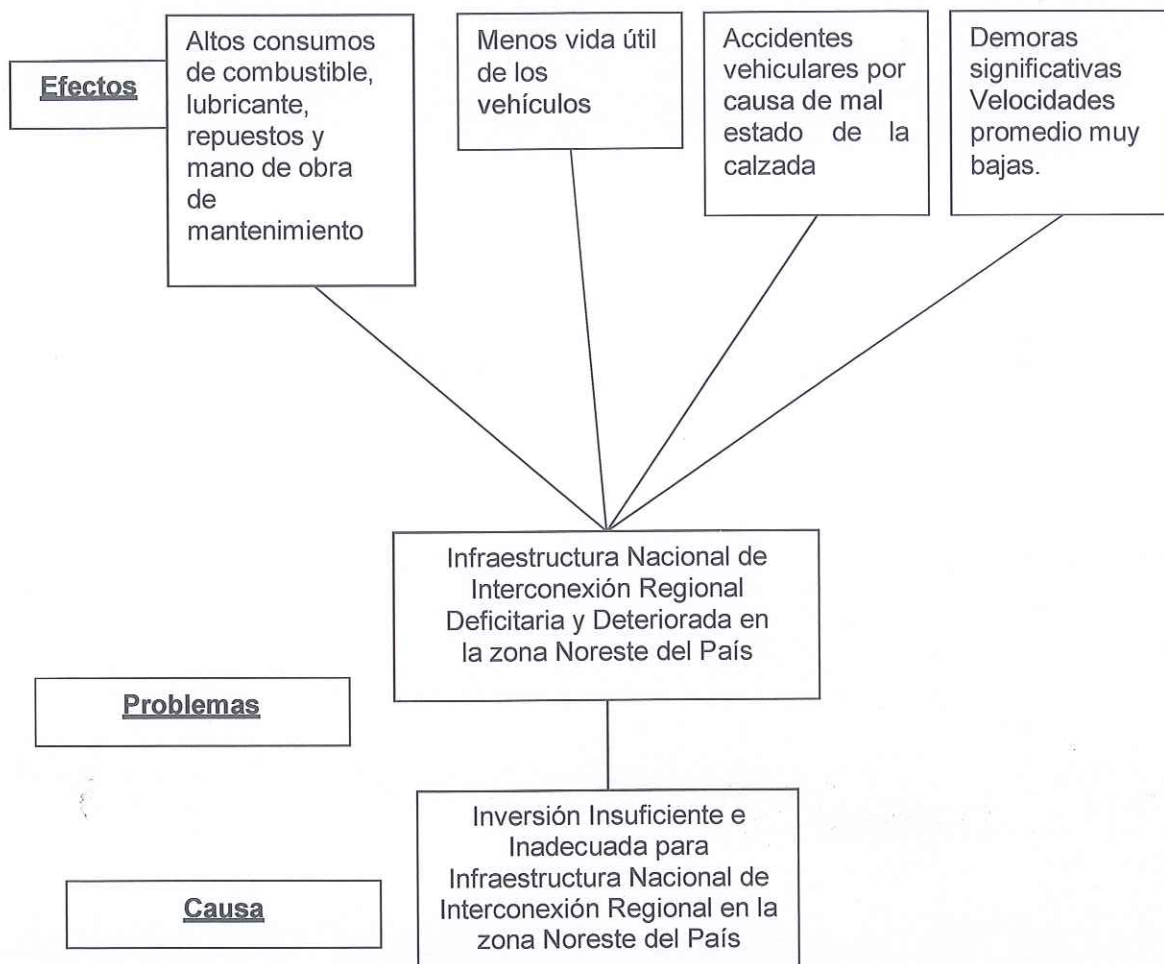 Efectos
Altos consumos
de combustible,
lubricante,
repuestos y
mano de obra
de
mantenimiento
Menos vida útil
de los
vehículos
Accidentes
vehiculares por
causa de mal
estado de la
calzada
Demoras
significativas
Velocidades
promedio muy
bajas.
Infraestructura Nacional de
Interconexión Regional
Deficitaria y Deteriorada en
la zona Noreste del País
Problemas
Inversión Insuficiente e
Inadecuada para
Infraestructura Nacional de
Interconexión Regional en la
zona Noreste del País
Causa